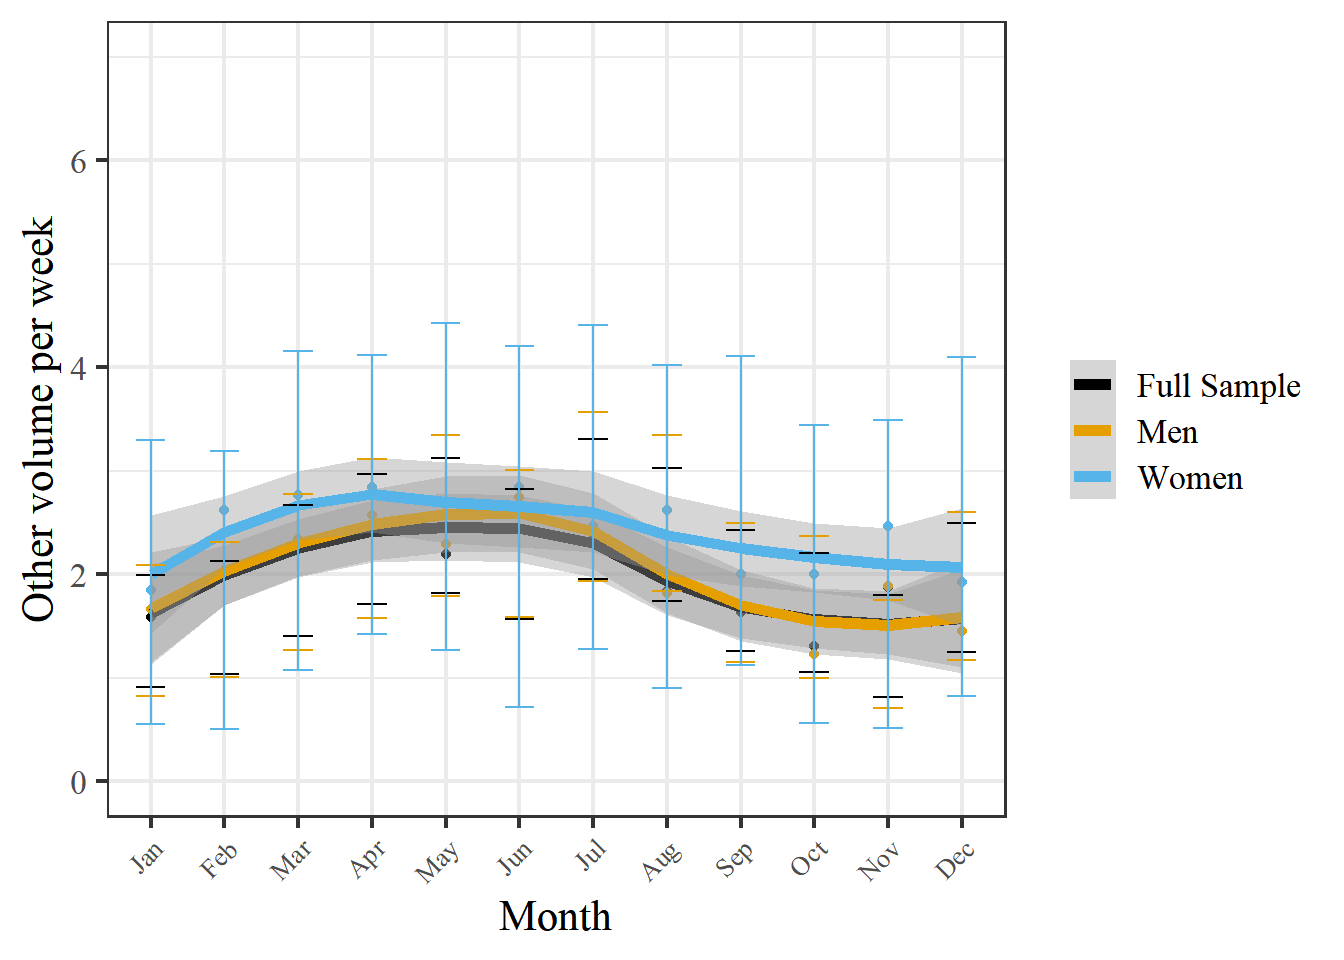 Other volume per week
6
4
2
0
Jan
Feb
Mar
Apr
May
Jun
Jul
Aug
Sep
Oct
Nov
Dec
Month
Full Sample
Men
Women